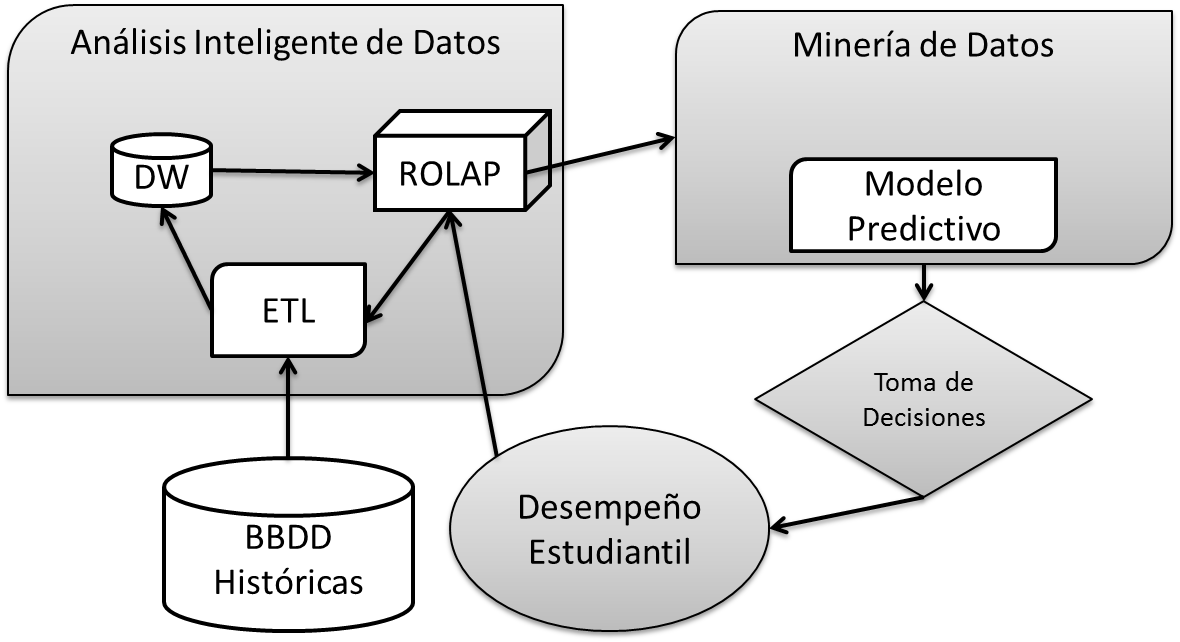 Análisis Inteligente de Datos
Minería de Datos
DW
ROLAP
Modelo
Predictivo
ETL
Toma de
Decisiones
Desempeño
Estudiantil
BBDD
Históricas